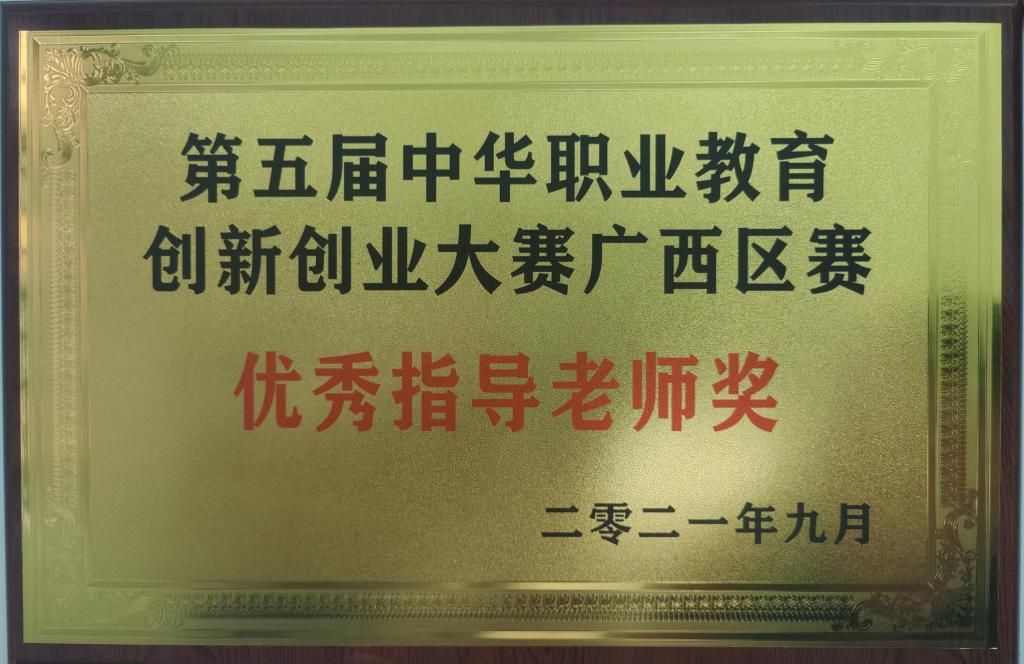 第五届中华职业教育
创新创业大赛广西区赛
优秀指导老师奖
二零二一年九月